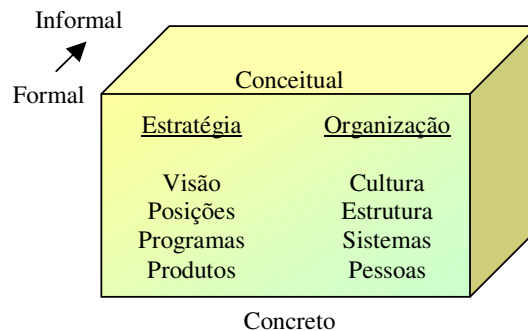 Informal
Formal
Conceitual
Estratégia Organização
Visão Cultura
Posições Estrutura
Programas Sistemas
Produtos Pessoas
Concreto